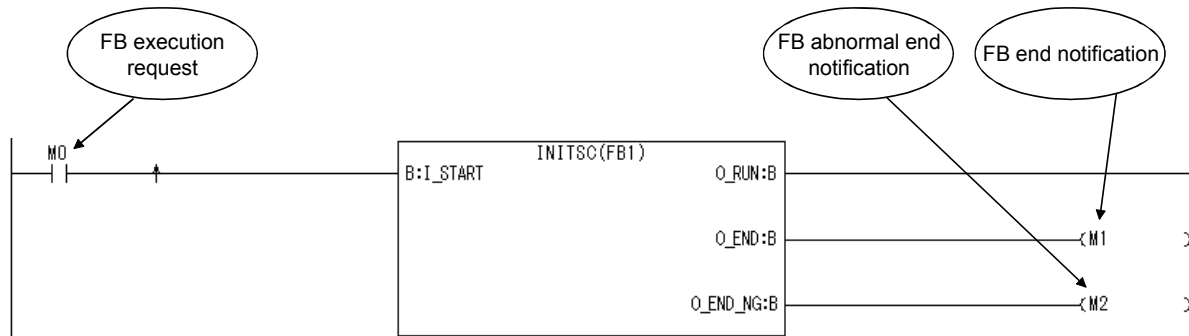 FB execution
request
FB abnormal end
notification
FB end notification
M0
INITSC(FB1)
B:I_START
O_RUN:B
O_END:B
M1
O_END_NG:B
M2